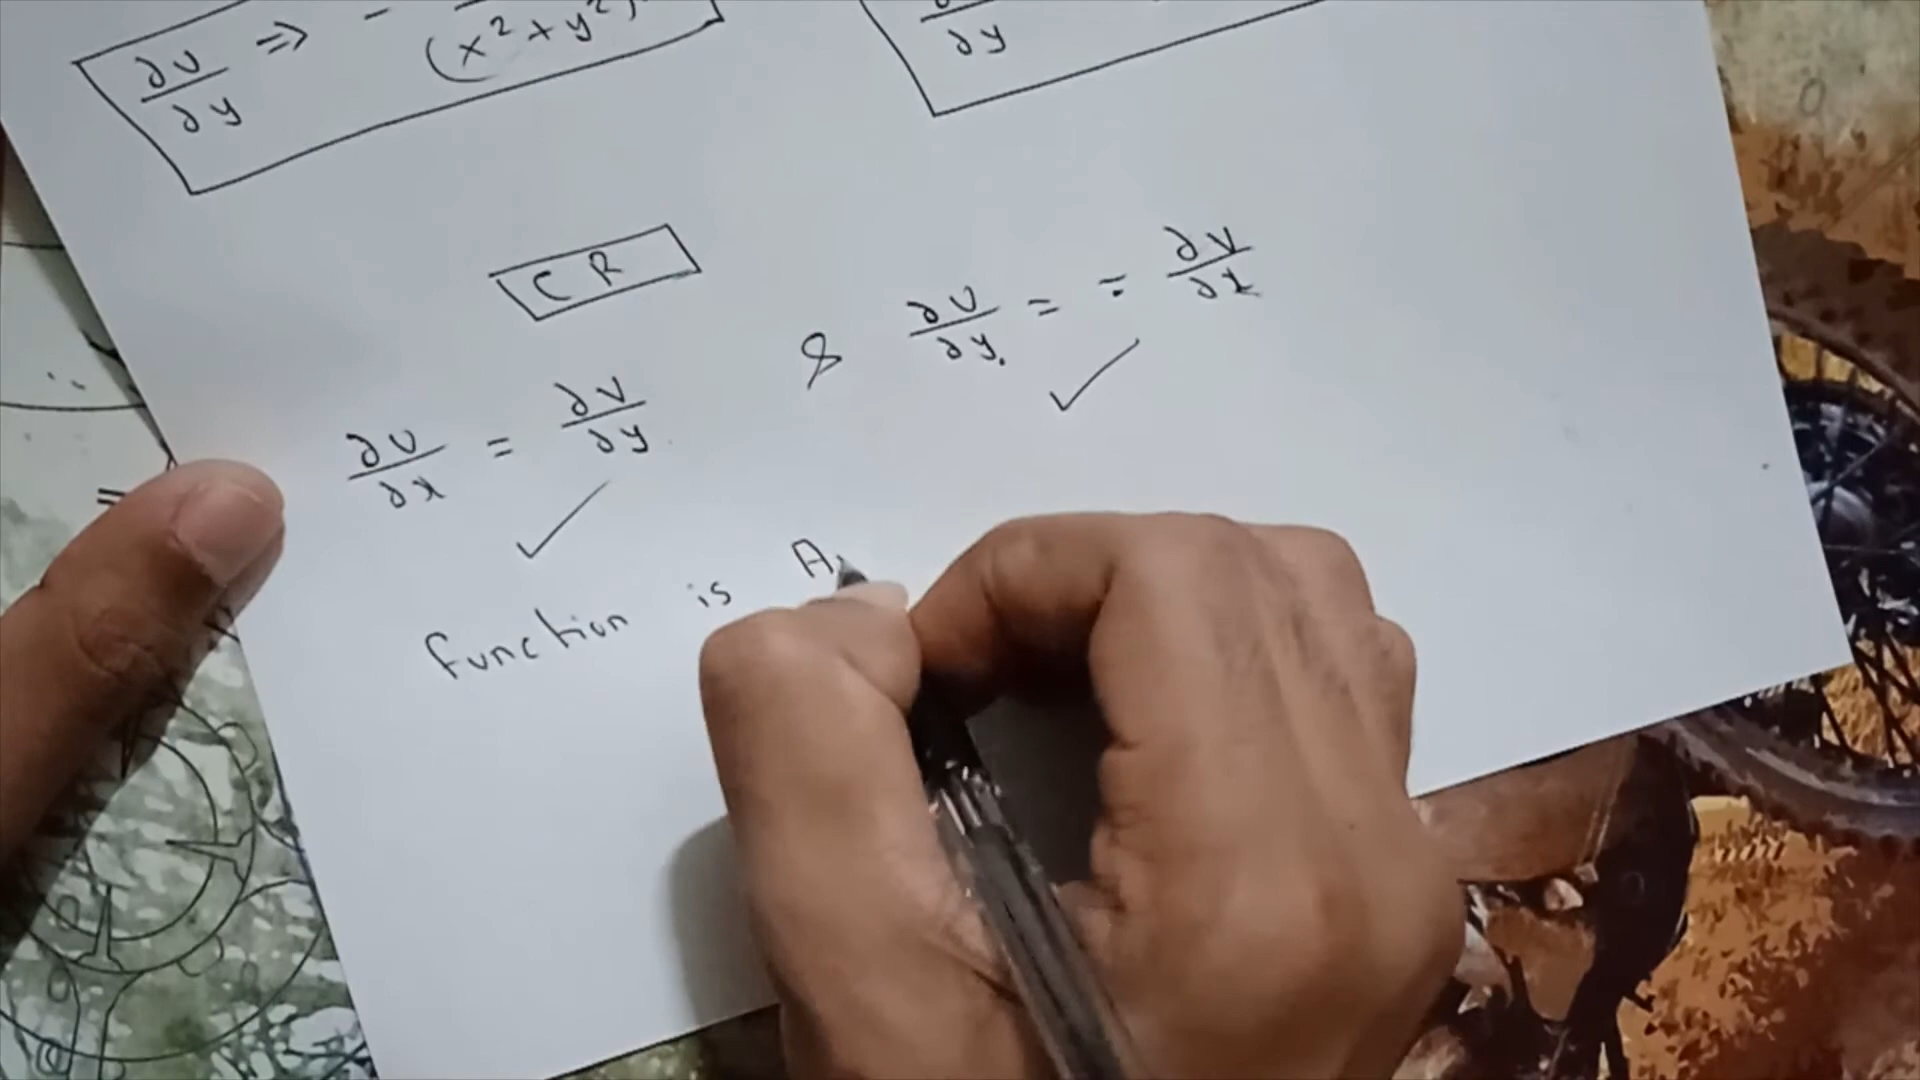 ∂U/∂y ⇒ - (x² + y²)
∂y
CR
∂U/∂x = ∂V/∂y & ∂U/∂y = - ∂V/∂x
function is A